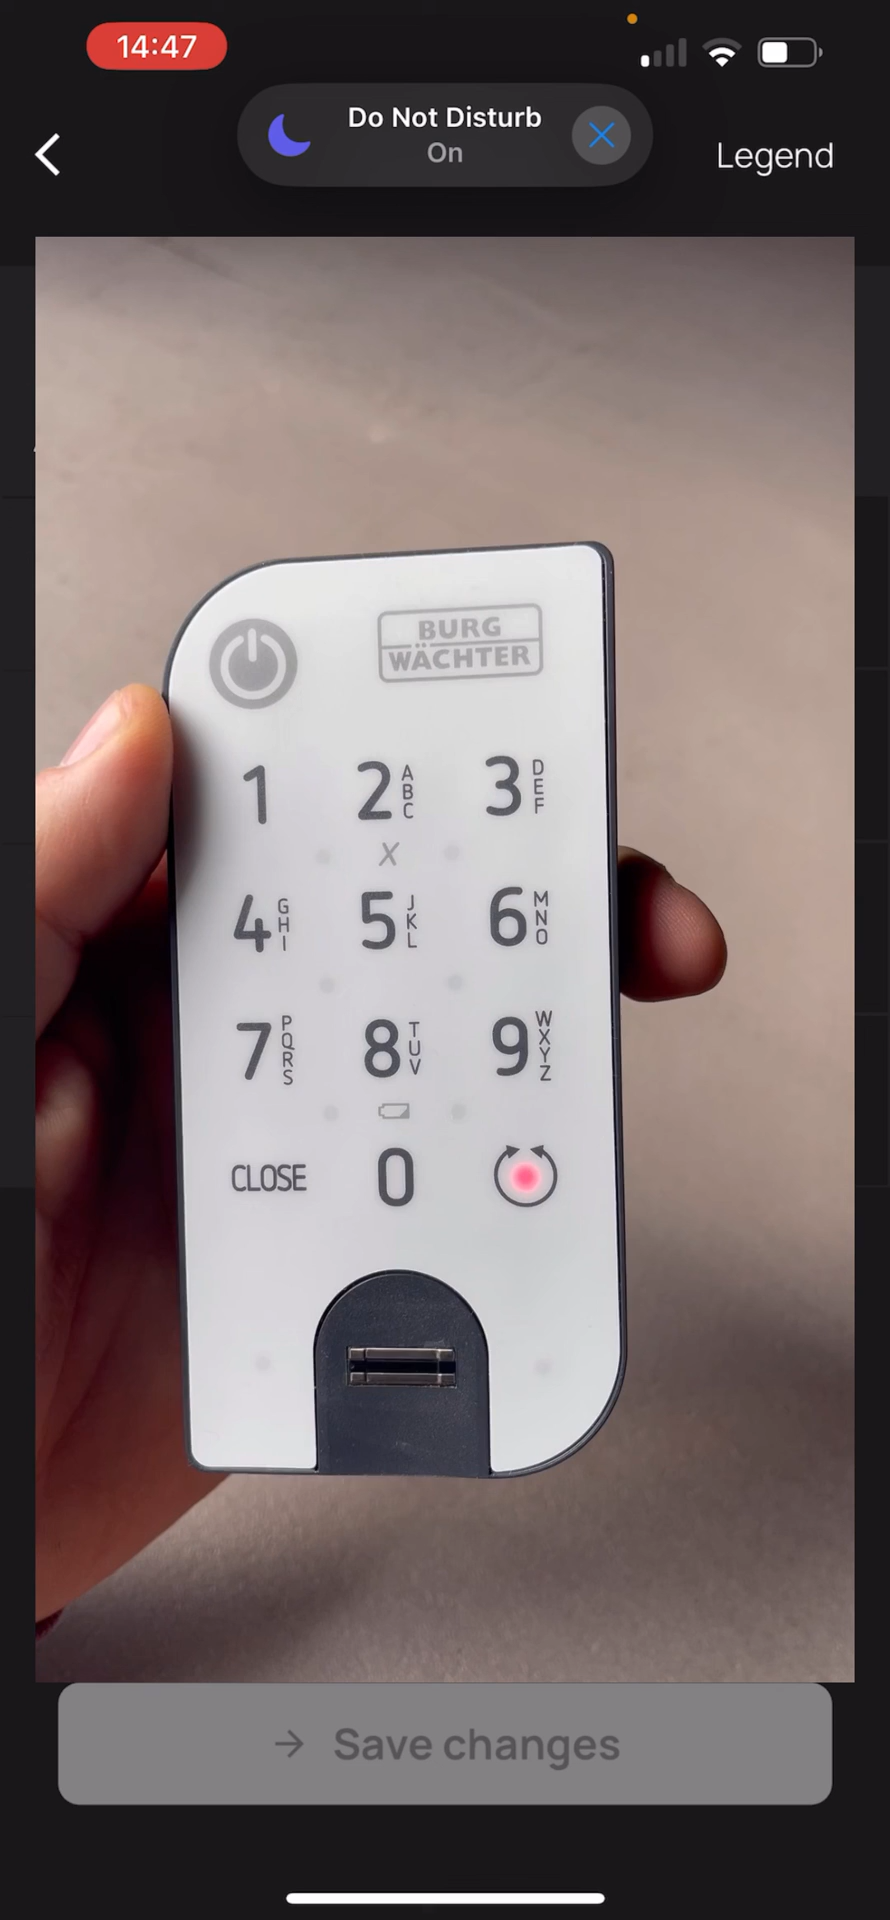 14:47
Do Not Disturb
On
Legend
BURG
WÄCHTER
1 2 ABC 3 DEF
X
4 GHI 5 JKL 6 MNO
7 PQRS 8 TUV 9 WXYZ
CLOSE 0
→ Save changes